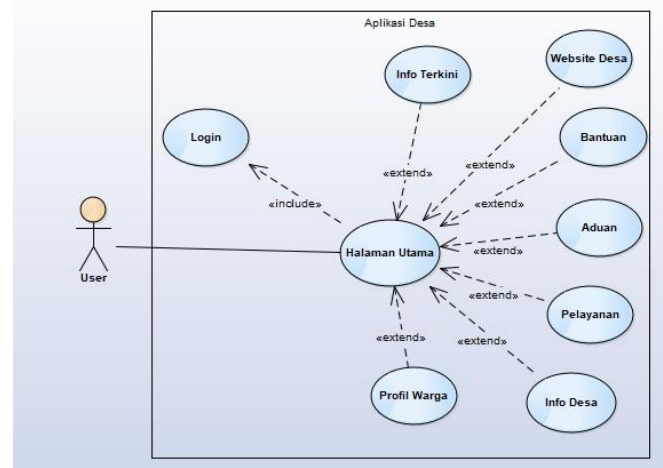 Aplikasi Desa
Website Desa
Info Terkini
Login
Bantuan
«extend»
«extend»
«include»
«extend»
Aduan
Halaman Utama
«extend»
User
«extend»
Pelayanan
«extend»
«extend»
Profil Warga
Info Desa